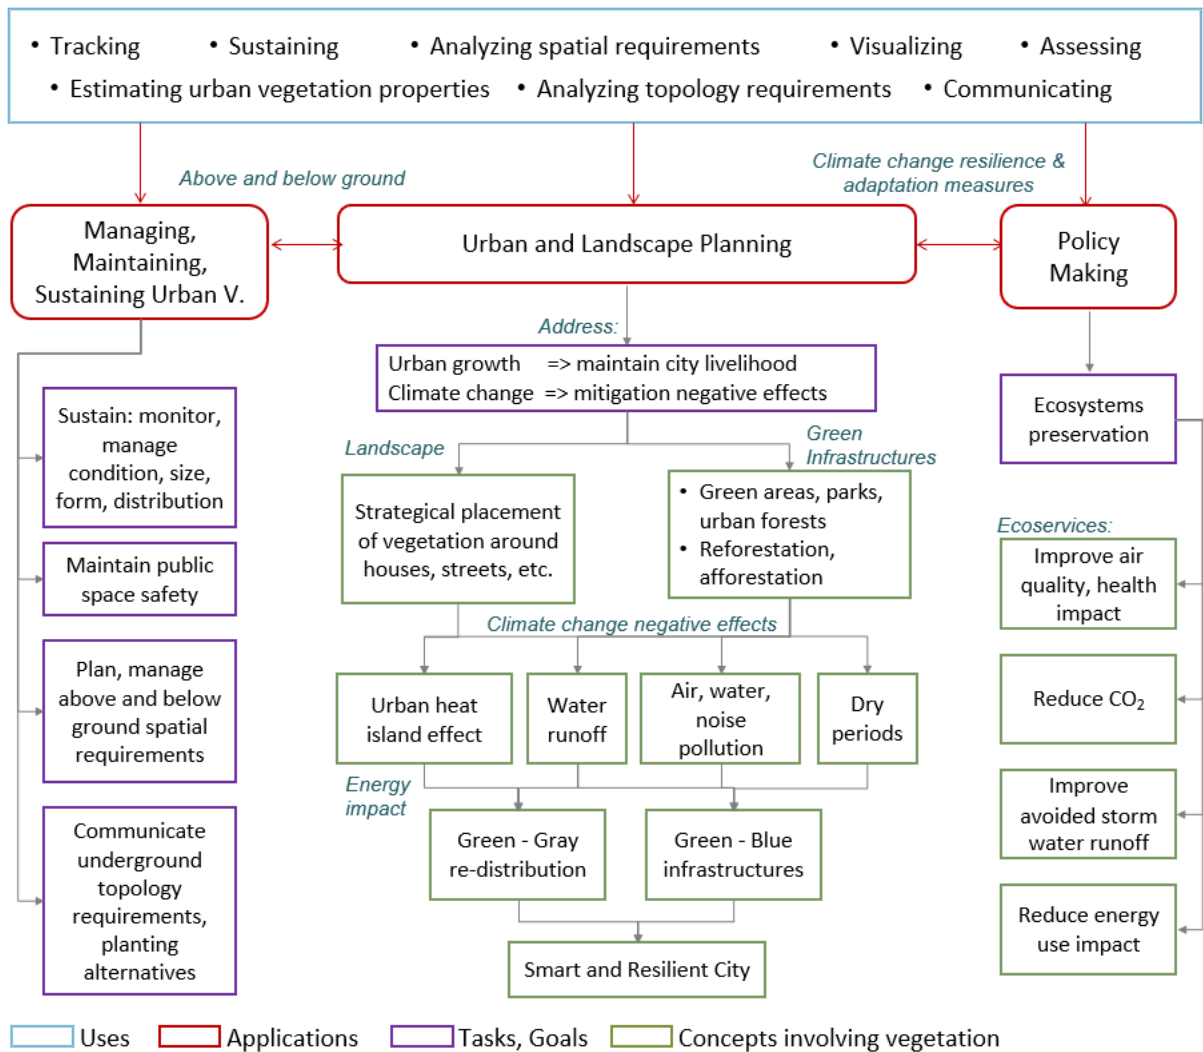 • Tracking • Sustaining • Analyzing spatial requirements • Visualizing • Assessing
• Estimating urban vegetation properties • Analyzing topology requirements • Communicating
Above and below ground
Climate change resilience &
adaptation measures
Managing,
Maintaining,
Sustaining Urban V.
Urban and Landscape Planning
Policy
Making
Address:
Urban growth => maintain city livelihood
Climate change => mitigation negative effects
Sustain: monitor,
manage
condition, size,
form, distribution
Maintain public
space safety
Plan, manage
above and below
ground spatial
requirements
Communicate
underground
topology
requirements,
planting
alternatives
Landscape
Green
Infrastructures
Strategical placement
of vegetation around
houses, streets, etc.
• Green areas, parks,
urban forests
• Reforestation,
afforestation
Climate change negative effects
Urban heat
island effect
Water
runoff
Air, water,
noise
pollution
Dry
periods
Energy
impact
Green - Gray
re-distribution
Green - Blue
infrastructures
Smart and Resilient City
Ecosystems
preservation
Ecoservices:
Improve air
quality, health
impact
Reduce CO₂
Improve
avoided storm
water runoff
Reduce energy
use impact
Uses Applications Tasks, Goals Concepts involving vegetation